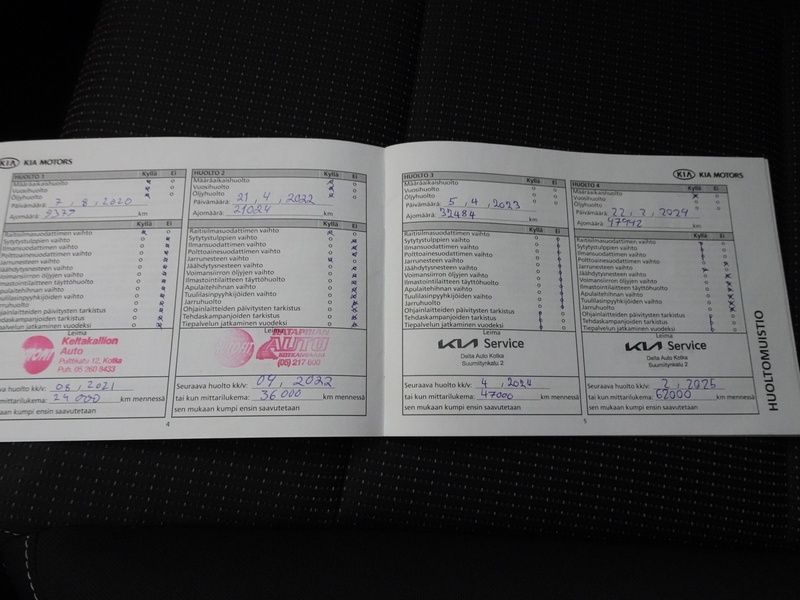 KIA KIA MOTORS
HUOLTO 1 Kyllä Ei
Määräaikaishuolto
Vuosihuolto
Öljyhuolto
Päivämäärä: 7, 8, 2020
Ajomäärä: km
Raitisilmasuodattimen vaihto
Sytytystulppien vaihto
Ilmansuodattimen vaihto
Polttoainesuodattimen vaihto
Jarrunesteen vaihto
Jäähdytysnesteen vaihto
Voimansiirron öljyjen vaihto
Ilmastointilaitteen täyttöhuolto
Apulaitehihnan vaihto
Tuulilasinpyyhkijöiden vaihto
Jarruhuolto
Ohjainlaitteiden päivitysten tarkistus
Tehdaskampanjoiden tarkistus
Tiepalvelun jatkaminen vuodeksi
Leima
Keltakallion
Auto
Puttikatu 12, Kotka
Puh. 05 260 8433
Seuraava huolto kk/v: 08, 2021
tai kun mittarilukema: 24 000 km mennessä
sen mukaan kumpi ensin saavutetaan
HUOLTO 2 Kyllä Ei
Määräaikaishuolto
Vuosihuolto
Öljyhuolto
Päivämäärä: 21, 4, 2022
Ajomäärä: 21024 km
Raitisilmasuodattimen vaihto
Sytytystulppien vaihto
Ilmansuodattimen vaihto
Polttoainesuodattimen vaihto
Jarrunesteen vaihto
Jäähdytysnesteen vaihto
Voimansiirron öljyjen vaihto
Ilmastointilaitteen täyttöhuolto
Apulaitehihnan vaihto
Tuulilasinpyyhkijöiden vaihto
Jarruhuolto
Ohjainlaitteiden päivitysten tarkistus
Tehdaskampanjoiden tarkistus
Tiepalvelun jatkaminen vuodeksi
Leima
AUTO
(05) 217 600
Seuraava huolto kk/v: 04, 2022
tai kun mittarilukema: 36 000 km mennessä
sen mukaan kumpi ensin saavutetaan
4
KIA KIA MOTORS
HUOLTO 3 Kyllä Ei
Määräaikaishuolto
Vuosihuolto
Öljyhuolto
Päivämäärä: 5, 4, 2023
Ajomäärä: 32484 km
Raitisilmasuodattimen vaihto
Sytytystulppien vaihto
Ilmansuodattimen vaihto
Polttoainesuodattimen vaihto
Jarrunesteen vaihto
Jäähdytysnesteen vaihto
Voimansiirron öljyjen vaihto
Ilmastointilaitteen täyttöhuolto
Apulaitehihnan vaihto
Tuulilasinpyyhkijöiden vaihto
Jarruhuolto
Ohjainlaitteiden päivitysten tarkistus
Tehdaskampanjoiden tarkistus
Tiepalvelun jatkaminen vuodeksi
Leima
KIA Service
Delta Auto Kotka
Suurniitynkatu 2
Seuraava huolto kk/v: 4, 2024
tai kun mittarilukema: 47000 km mennessä
sen mukaan kumpi ensin saavutetaan
HUOLTO 4 Kyllä Ei
Määräaikaishuolto
Vuosihuolto
Öljyhuolto
Päivämäärä: 22, 2, 2024
Ajomäärä: 47942 km
Raitisilmasuodattimen vaihto
Sytytystulppien vaihto
Ilmansuodattimen vaihto
Polttoainesuodattimen vaihto
Jarrunesteen vaihto
Jäähdytysnesteen vaihto
Voimansiirron öljyjen vaihto
Ilmastointilaitteen täyttöhuolto
Apulaitehihnan vaihto
Tuulilasinpyyhkijöiden vaihto
Jarruhuolto
Ohjainlaitteiden päivitysten tarkistus
Tehdaskampanjoiden tarkistus
Tiepalvelun jatkaminen vuodeksi
Leima
KIA Service
Delta Auto Kotka
Suurniitynkatu 2
Seuraava huolto kk/v: 2, 2025
tai kun mittarilukema: 62000 km mennessä
sen mukaan kumpi ensin saavutetaan
5
HUOLTOMUISTIO